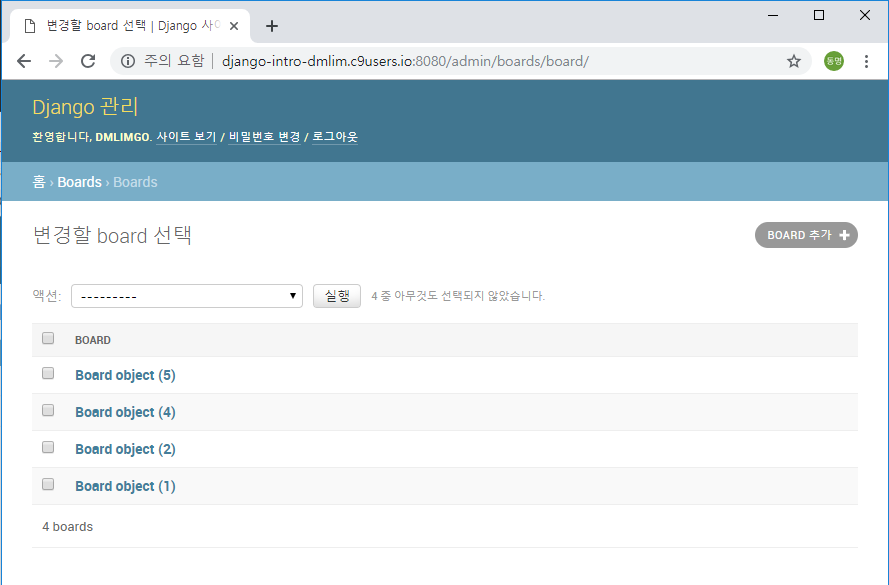 변경할 board 선택 | Django 사이
주의 요함 | django-intro-dmlim.c9users.io:8080/admin/boards/board/
동명
Django 관리
환영합니다, DMLIMGO. 사이트 보기 / 비밀번호 변경 / 로그아웃
홈 › Boards › Boards
변경할 board 선택
BOARD 추가
액션: --------- 실행 4 중 아무것도 선택되지 않았습니다.
BOARD
Board object (5)
Board object (4)
Board object (2)
Board object (1)
4 boards